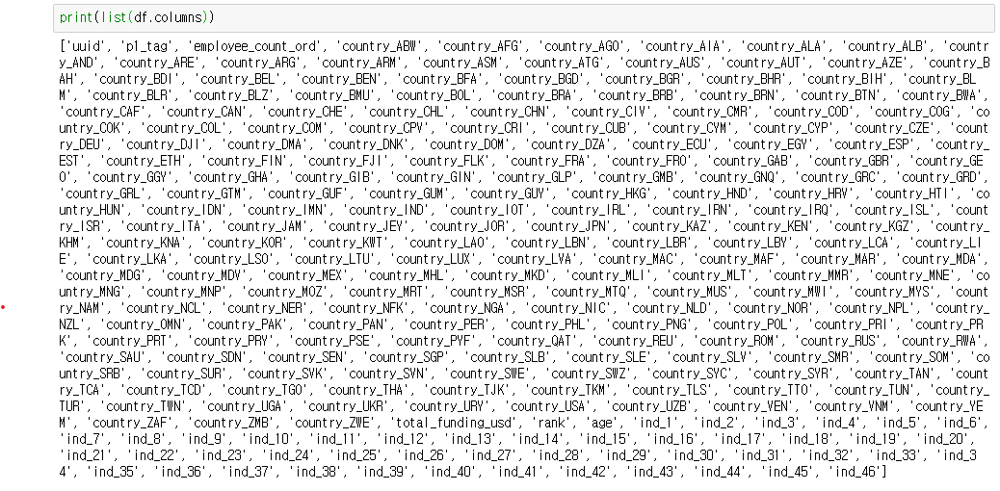 print(list(df.columns))
['uuid', 'p1_tag', 'employee_count_ord', 'country_ABW', 'country_AFG', 'country_AGO', 'country_AIA', 'country_ALA', 'country_ALB', 'countr
y_AND', 'country_ARE', 'country_ARG', 'country_ARM', 'country_ASM', 'country_ATG', 'country_AUS', 'country_AUT', 'country_AZE', 'country_B
AH', 'country_BDI', 'country_BEL', 'country_BEN', 'country_BFA', 'country_BGD', 'country_BGR', 'country_BHR', 'country_BIH', 'country_BL
M', 'country_BLR', 'country_BLZ', 'country_BMU', 'country_BOL', 'country_BRA', 'country_BRB', 'country_BRN', 'country_BTN', 'country_BWA',
'country_CAF', 'country_CAN', 'country_CHE', 'country_CHL', 'country_CHN', 'country_CIV', 'country_CMR', 'country_COD', 'country_COG', 'co
untry_COK', 'country_COL', 'country_COM', 'country_CPV', 'country_CRI', 'country_CUB', 'country_CYM', 'country_CYP', 'country_CZE', 'count
ry_DEU', 'country_DJI', 'country_DMA', 'country_DNK', 'country_DOM', 'country_DZA', 'country_ECU', 'country_EGY', 'country_ESP', 'country_
EST', 'country_ETH', 'country_FIN', 'country_FJI', 'country_FLK', 'country_FRA', 'country_FRO', 'country_GAB', 'country_GBR', 'country_GE
O', 'country_GGY', 'country_GHA', 'country_GIB', 'country_GIN', 'country_GLP', 'country_GMB', 'country_GNQ', 'country_GRC', 'country_GRD',
'country_GRL', 'country_GTM', 'country_GUF', 'country_GUM', 'country_GUY', 'country_HKG', 'country_HND', 'country_HRV', 'country_HTI', 'co
untry_HUN', 'country_IDN', 'country_IMN', 'country_IND', 'country_IOT', 'country_IRL', 'country_IRN', 'country_IRQ', 'country_ISL', 'count
ry_ISR', 'country_ITA', 'country_JAM', 'country_JEY', 'country_JOR', 'country_JPN', 'country_KAZ', 'country_KEN', 'country_KGZ', 'country_
KHM', 'country_KNA', 'country_KOR', 'country_KWT', 'country_LAO', 'country_LBN', 'country_LBR', 'country_LBY', 'country_LCA', 'country_LI
E', 'country_LKA', 'country_LSO', 'country_LTU', 'country_LUX', 'country_LVA', 'country_MAC', 'country_MAF', 'country_MAR', 'country_MDA',
'country_MDG', 'country_MDV', 'country_MEX', 'country_MHL', 'country_MKD', 'country_MLI', 'country_MLT', 'country_MMR', 'country_MNE', 'co
untry_MNG', 'country_MNP', 'country_MOZ', 'country_MRT', 'country_MSR', 'country_MTQ', 'country_MUS', 'country_MWI', 'country_MYS', 'count
ry_NAM', 'country_NCL', 'country_NER', 'country_NFK', 'country_NGA', 'country_NIC', 'country_NLD', 'country_NOR', 'country_NPL', 'country_
NZL', 'country_OMN', 'country_PAK', 'country_PAN', 'country_PER', 'country_PHL', 'country_PNG', 'country_POL', 'country_PRI', 'country_PR
K', 'country_PRT', 'country_PRY', 'country_PSE', 'country_PYF', 'country_QAT', 'country_REU', 'country_ROM', 'country_RUS', 'country_RWA',
'country_SAU', 'country_SDN', 'country_SEN', 'country_SGP', 'country_SLB', 'country_SLE', 'country_SLV', 'country_SMR', 'country_SOM', 'co
untry_SRB', 'country_SUR', 'country_SVK', 'country_SVN', 'country_SWE', 'country_SWZ', 'country_SYC', 'country_SYR', 'country_TAN', 'count
ry_TCA', 'country_TCD', 'country_TGO', 'country_THA', 'country_TJK', 'country_TKM', 'country_TLS', 'country_TTO', 'country_TUN', 'country_
TUR', 'country_TWN', 'country_UGA', 'country_UKR', 'country_URY', 'country_USA', 'country_UZB', 'country_VEN', 'country_VNM', 'country_YE
M', 'country_ZAF', 'country_ZMB', 'country_ZWE', 'total_funding_usd', 'rank', 'age', 'ind_1', 'ind_2', 'ind_3', 'ind_4', 'ind_5', 'ind_6',
'ind_7', 'ind_8', 'ind_9', 'ind_10', 'ind_11', 'ind_12', 'ind_13', 'ind_14', 'ind_15', 'ind_16', 'ind_17', 'ind_18', 'ind_19', 'ind_20',
'ind_21', 'ind_22', 'ind_23', 'ind_24', 'ind_25', 'ind_26', 'ind_27', 'ind_28', 'ind_29', 'ind_30', 'ind_31', 'ind_32', 'ind_33', 'ind_3
4', 'ind_35', 'ind_36', 'ind_37', 'ind_38', 'ind_39', 'ind_40', 'ind_41', 'ind_42', 'ind_43', 'ind_44', 'ind_45', 'ind_46']